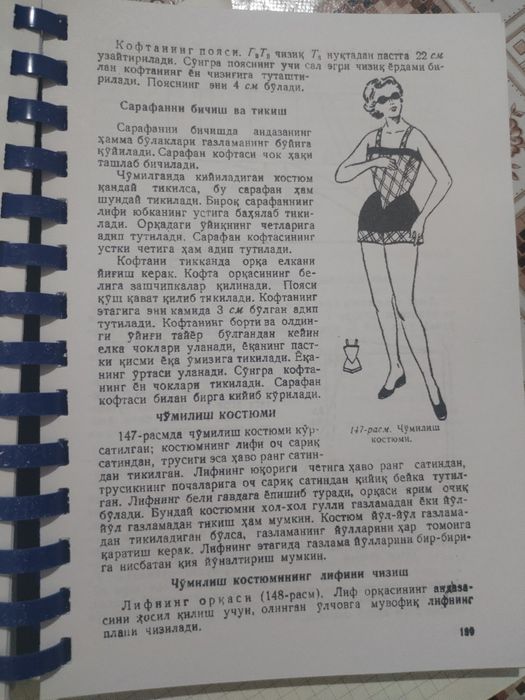 Кофтанинг пояси. Г₂Т₃ чизиқ Т₄ нуқтадан пастга 22 см
узайтирилади. Сўнгра пояснинг учи сал эгри чизиқ ёрдами би-
лан кофтанинг ён чизиғига туташти-
рилади. Пояснинг эни 4 см бўлади.
Сарафанни бичиш ва тикиш
Сарафанни бичишда андазанинг
ҳамма бўлаклари газламанинг бўйига
қўйилади. Сарафан кофтаси чок ҳақи
ташлаб бичилади.
Чўмилганда кийиладиган костюм
қандай тикилса, бу сарафан ҳам
шундай тикилади. Бироқ сарафаннинг
лифи юбканинг устига баҳялаб тики-
лади. Орқадаги ўйиқнинг четларига
адип тутилади. Сарафан кофтасининг
устки четига ҳам адип тутилади.
Кофтани тикканда орқа елкани
йиғиш керак. Кофта орқасининг бе-
лига зашчипкалар қилинади. Пояси
қўш қават қилиб тикилади. Кофтанинг
этагига эни камида 3 см бўлган адип
тутилади. Кофтанинг борти ва олдин-
ги ўйиғи тайёр бўлгандан кейин
елка чоклари уланади, ёқанинг паст-
ки қисми ёқа ўмизига тикилади. Ёқа-
нинг ўртаси уланади. Сўнгра кофта-
нинг ён чоклари тикилади. Сарафан
кофтаси билан бирга кийиб кўрилади.
147-расм. Чўмилиш
костюми.
ЧЎМИЛИШ КОСТЮМИ
147-расмда чўмилиш костюми кўр-
сатилган; костюмнинг лифи оч сариқ
сатиндан, трусиги эса ҳаво ранг сатин-
дан тикилган. Лифнинг юқориги четига ҳаво ранг сатиндан,
трусикнинг почаларига оч сариқ сатиндан қийиқ бейка тутил-
ган. Лифнинг бели гавдага ёпишиб туради, орқаси ярим очиқ
бўлади. Бундай костюмни хол-хол гулли газламадан ёки йўл-
йўл газламадан тикиш ҳам мумкин. Костюм йўл-йўл газлама-
дан тикиладиган бўлса, газламанинг йўлларини ҳар томонга
қаратиш керак. Лифнинг этагида газлама йўлларини бир-бири-
га нисбатан қия йўналтириш мумкин.
Чўмилиш костюмининг лифини чизиш
Лифнинг орқаси (148-расм). Лиф орқасининг андаза-
сини ҳосил қилиш учун, олинган ўлчовга мувофиқ лифнинг
плани чизилади.
189